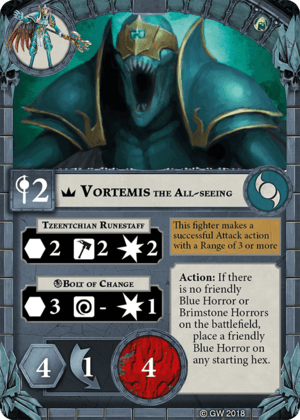 2
VORTEMIS THE ALL-SEEING
TZEENTCHIAN RUNESTAFF
2 2 2
This fighter makes a
successful Attack action
with a Range of 3 or more
BOLT OF CHANGE
3 - 1
Action: If there
is no friendly
Blue Horror or
Brimstone Horrors
on the battlefield,
place a friendly
Blue Horror on
any starting hex.
4 1 4
© GW 2018